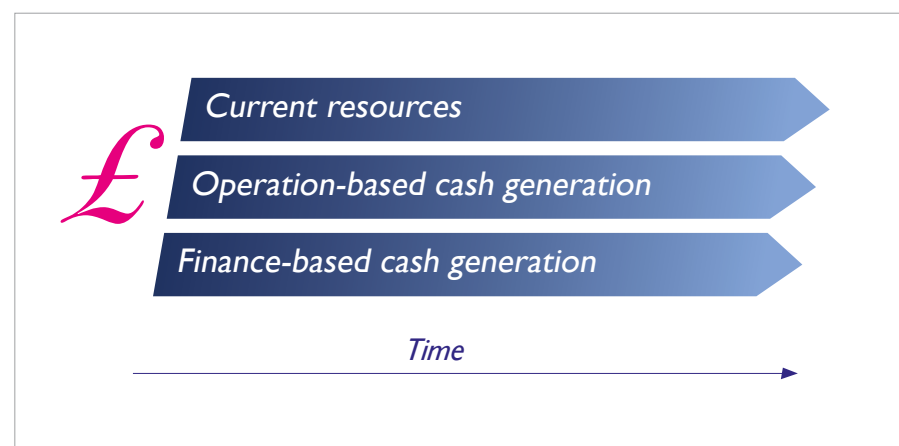 £
Current resources
Operation-based cash generation
Finance-based cash generation
Time